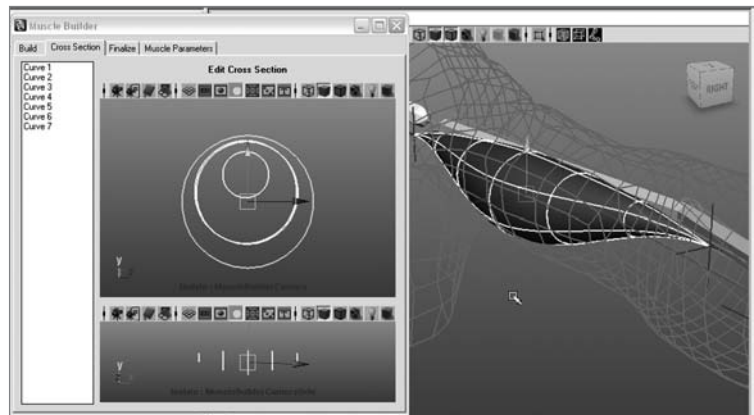 Muscle Builder
Build
Cross Section
Finalize
Muscle Parameters
Curve 1
Curve 2
Curve 3
Curve 4
Curve 5
Curve 6
Curve 7
Edit Cross Section
y
y
RIGHT